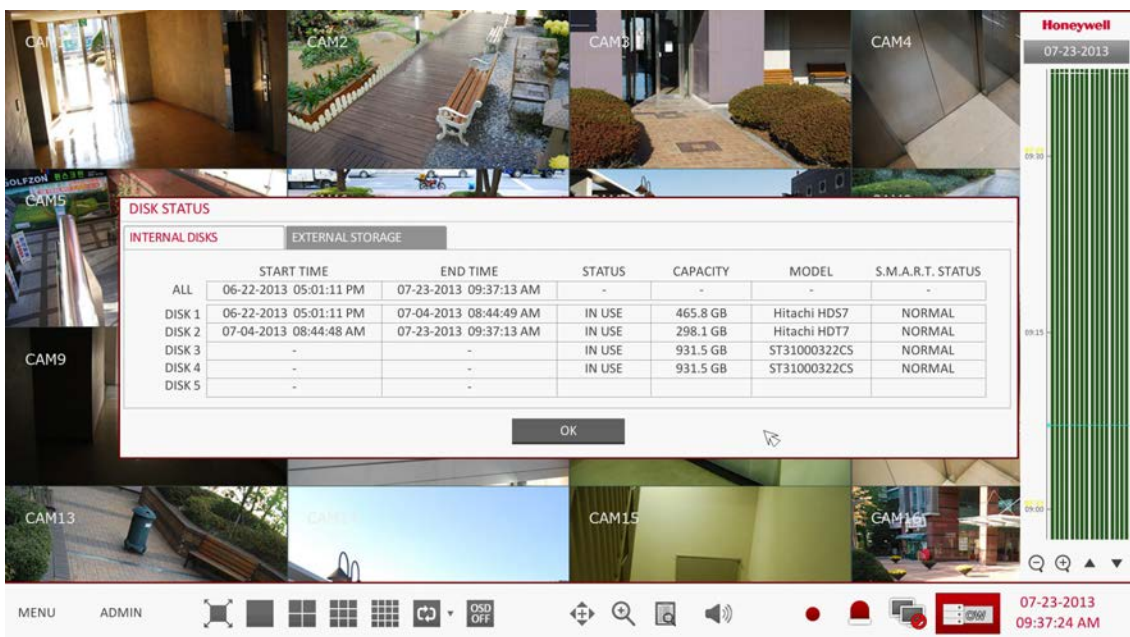 CAM1
CAM2
CAM3
CAM4
Honeywell
07-23-2013
09:30
CAM5
DISK STATUS
INTERNAL DISKS EXTERNAL STORAGE
START TIME END TIME STATUS CAPACITY MODEL S.M.A.R.T. STATUS
ALL 06-22-2013 05:01:11 PM 07-23-2013 09:37:13 AM - - - -
DISK 1 06-22-2013 05:01:11 PM 07-04-2013 08:44:49 AM IN USE 465.8 GB Hitachi HDS7 NORMAL
DISK 2 07-04-2013 08:44:48 AM 07-23-2013 09:37:13 AM IN USE 298.1 GB Hitachi HDT7 NORMAL
DISK 3 - - IN USE 931.5 GB ST31000322CS NORMAL
DISK 4 - - IN USE 931.5 GB ST31000322CS NORMAL
DISK 5 - -
OK
09:15
CAM9
CAM13
CAM15
CAM16
09:00
MENU ADMIN
OSD OFF
OW
07-23-2013
09:37:24 AM